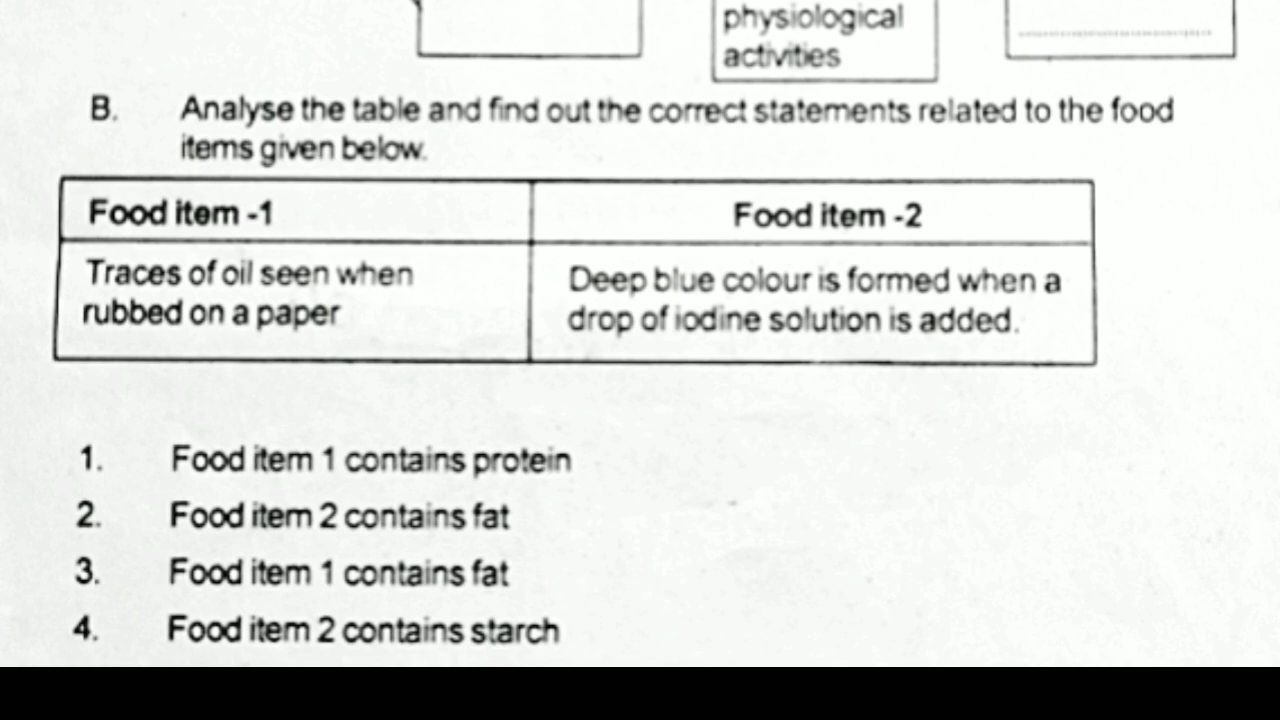 physiological
activities
B. Analyse the table and find out the correct statements related to the food
items given below.
Food item -1 Food item -2
Traces of oil seen when
rubbed on a paper
Deep blue colour is formed when a
drop of iodine solution is added.
1. Food item 1 contains protein
2. Food item 2 contains fat
3. Food item 1 contains fat
4. Food item 2 contains starch